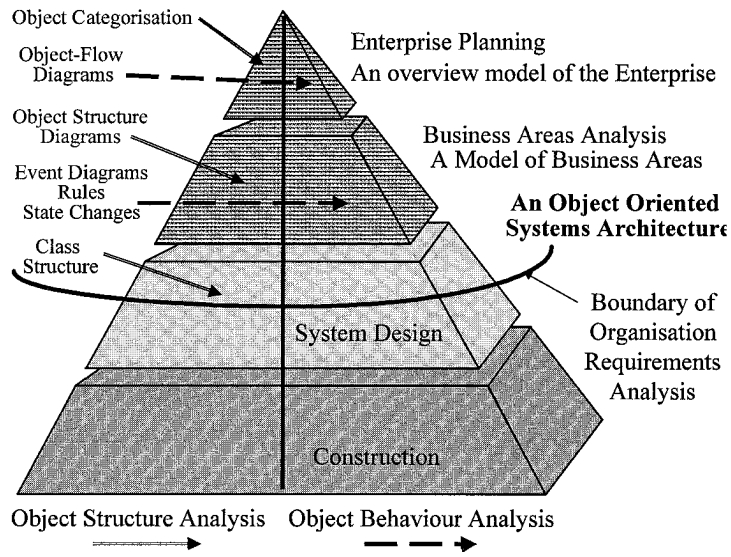 Object Categorisation
Object-Flow
Diagrams
Enterprise Planning
An overview model of the Enterprise
Object Structure
Diagrams
Business Areas Analysis
A Model of Business Areas
Event Diagrams
Rules
State Changes
An Object Oriented
Systems Architecture
Class
Structure
Boundary of
Organisation
Requirements
Analysis
System Design
Construction
Object Structure Analysis
Object Behaviour Analysis